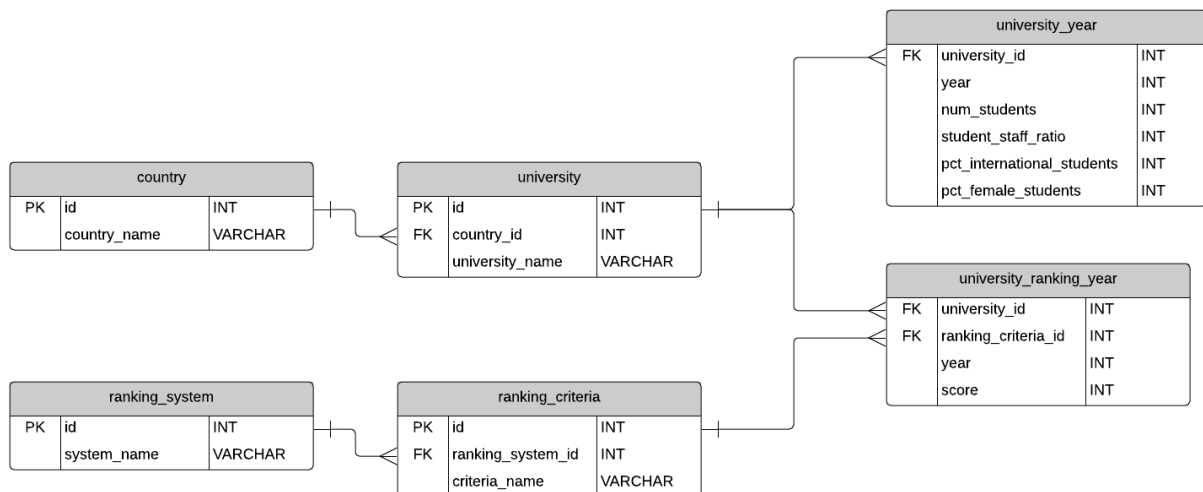 country
PK id INT
country_name VARCHAR
university
PK id INT
FK country_id INT
university_name VARCHAR
university_year
FK university_id INT
year INT
num_students INT
student_staff_ratio INT
pct_international_students INT
pct_female_students INT
ranking_system
PK id INT
system_name VARCHAR
ranking_criteria
PK id INT
FK ranking_system_id INT
criteria_name VARCHAR
university_ranking_year
FK university_id INT
FK ranking_criteria_id INT
year INT
score INT